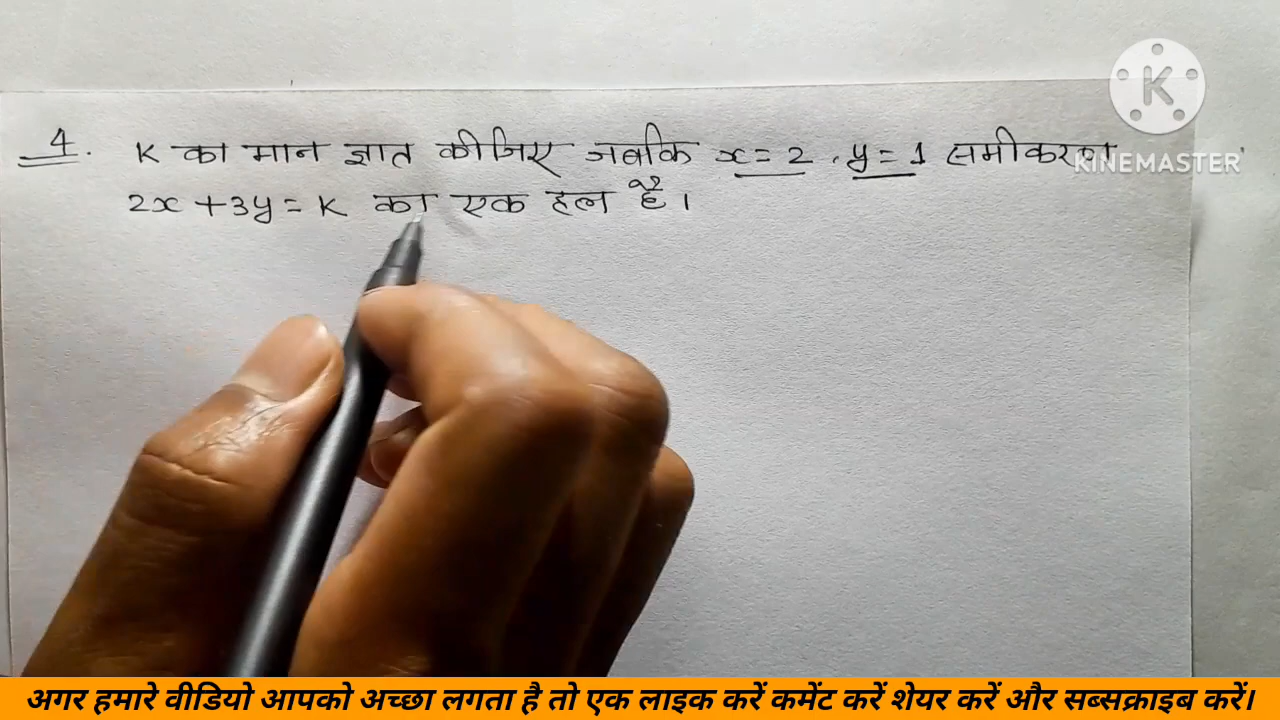 4. K का मान ज्ञात कीजिए जबकि x = 2, y = 1 समीकरण
2x + 3y = K का एक हल है।
K
KINEMASTER
अगर हमारे वीडियो आपको अच्छा लगता है तो एक लाइक करें कमेंट करें शेयर करें और सब्सक्राइब करें।